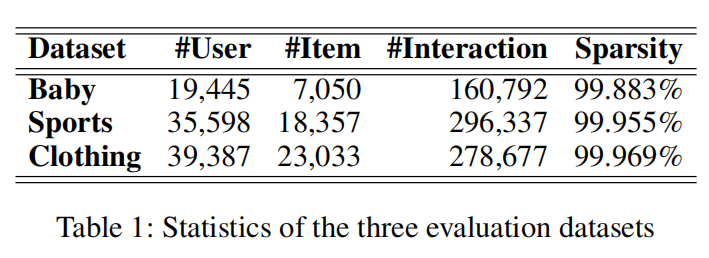 Dataset #User #Item #Interaction Sparsity
Baby 19,445 7,050 160,792 99.883%
Sports 35,598 18,357 296,337 99.955%
Clothing 39,387 23,033 278,677 99.969%
Table 1: Statistics of the three evaluation datasets